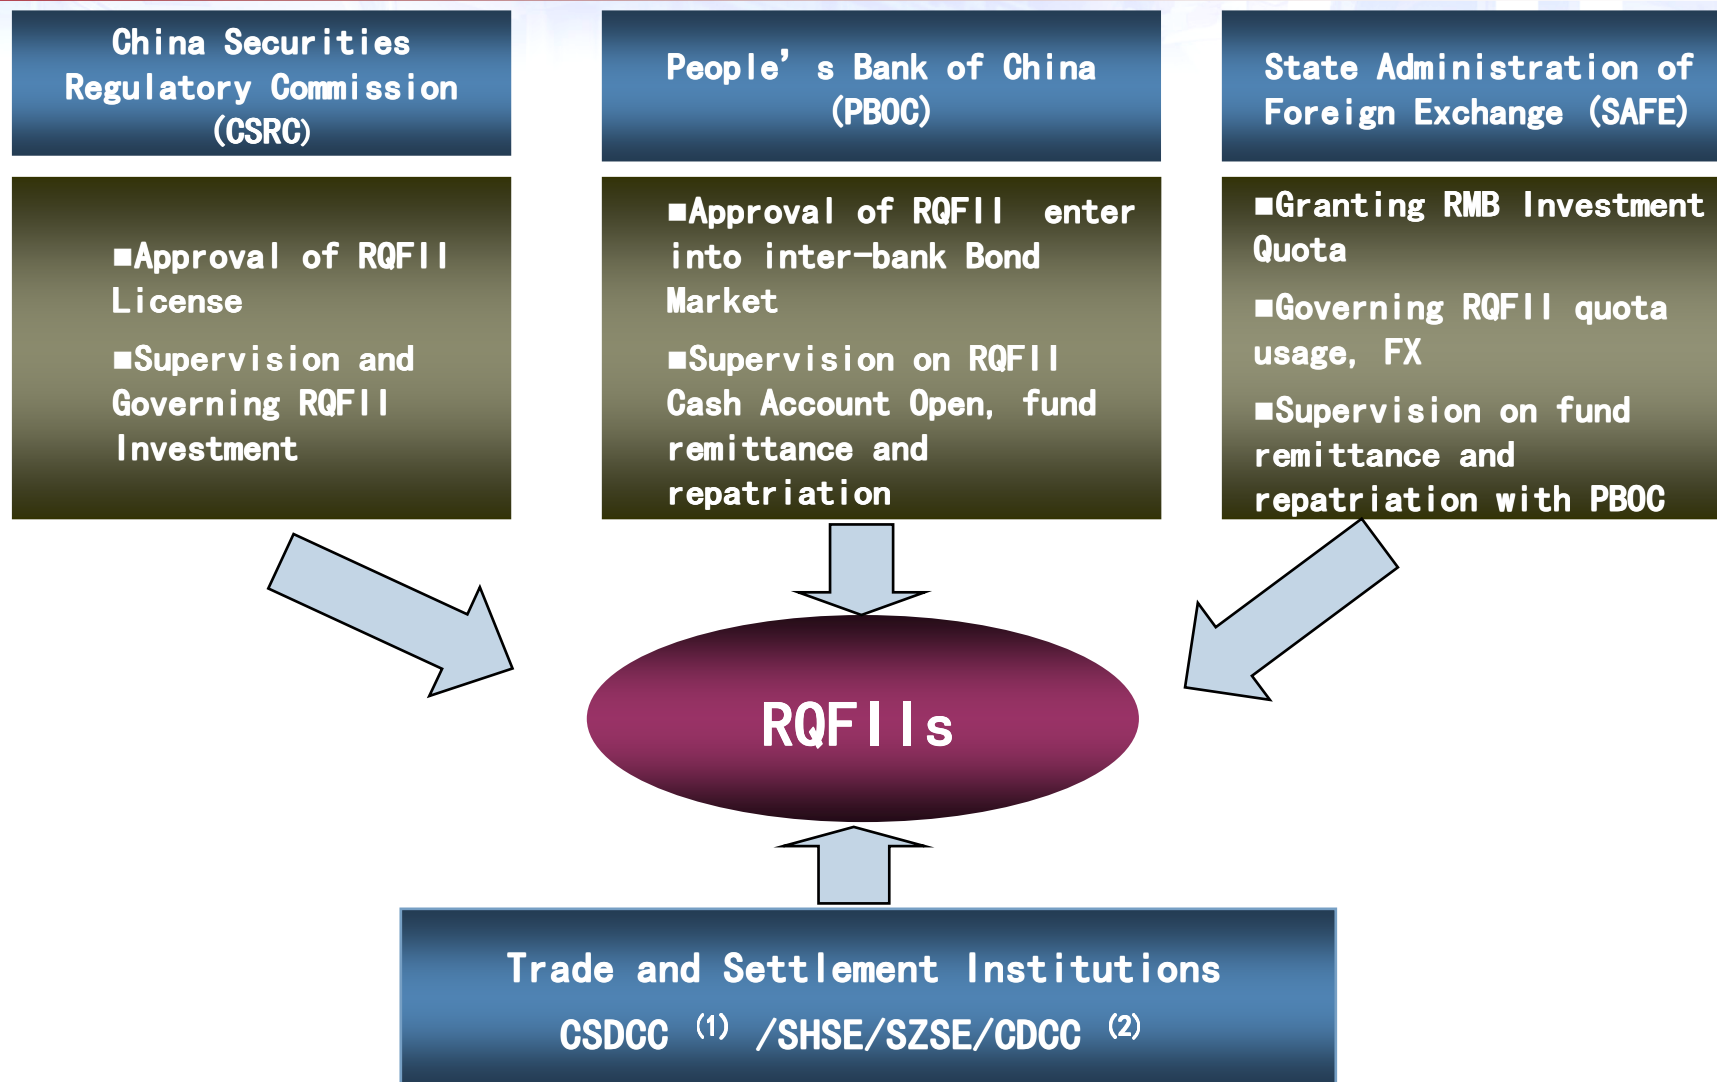 China Securities
Regulatory Commission
(CSRC)
■Approval of RQFII
License
■Supervision and
Governing RQFII
Investment
People’s Bank of China
(PBOC)
■Approval of RQFII enter
into inter-bank Bond
Market
■Supervision on RQFII
Cash Account Open, fund
remittance and
repatriation
State Administration of
Foreign Exchange (SAFE)
■Granting RMB Investment
Quota
■Governing RQFII quota
usage, FX
■Supervision on fund
remittance and
repatriation with PBOC
RQFIIs
Trade and Settlement Institutions
CSDCC (1) /SHSE/SZSE/CDCC (2)